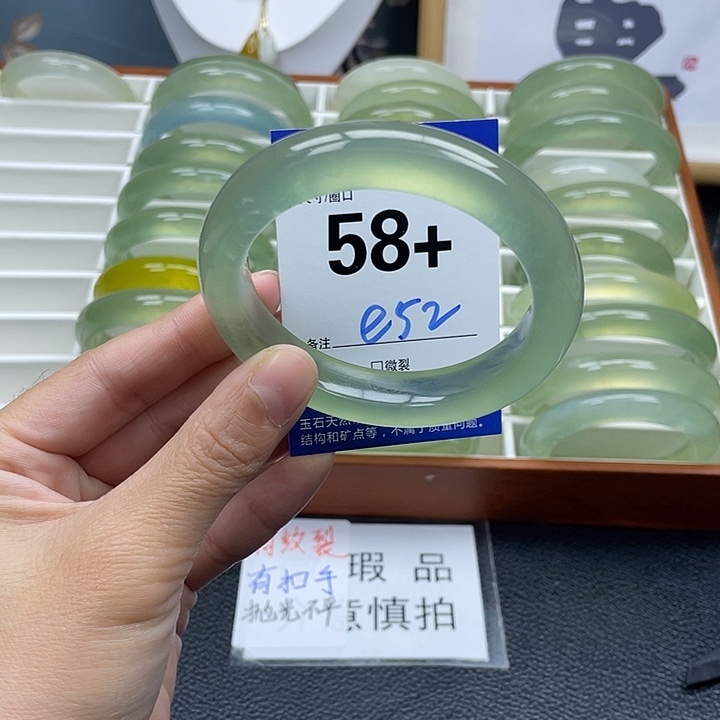 寸/圈口
58+
e52
备注
□微裂
玉石天然
结构和矿点等，不属于质量问题。
纹裂
有扣手
抛光不平
瑕品
慎拍